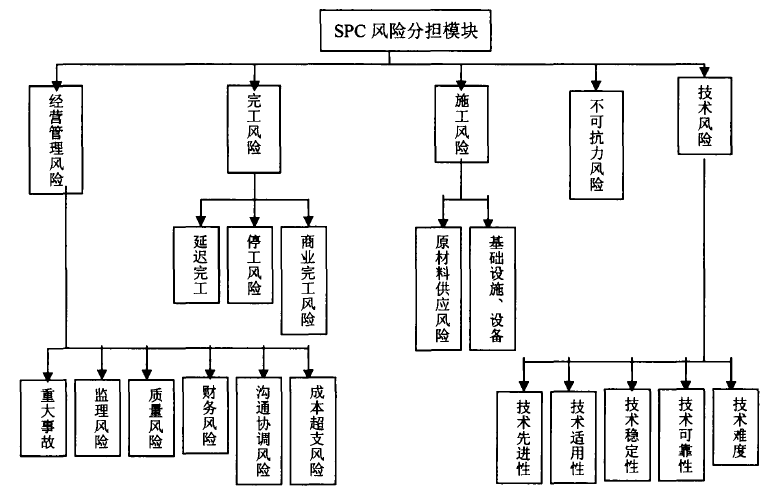 SPC 风险分担模块
经营管理风险
完工风险
施工风险
不可抗力风险
技术风险
延迟完工
停工风险
商业完工风险
原材料供应风险
基础设施、设备
重大事故
监理风险
质量风险
财务风险
沟通协调风险
成本超支风险
技术先进性
技术适用性
技术稳定性
技术可靠性
技术难度